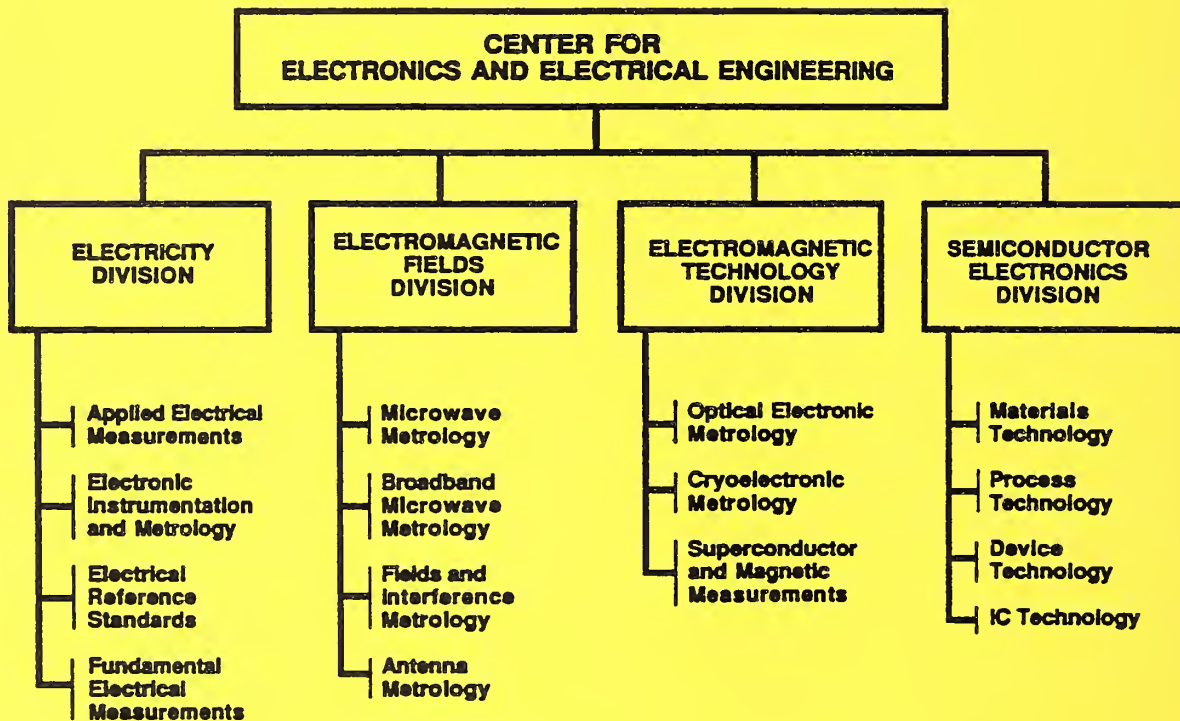 CENTER FOR
ELECTRONICS AND ELECTRICAL ENGINEERING
ELECTRICITY
DIVISION
ELECTROMAGNETIC
FIELDS
DIVISION
ELECTROMAGNETIC
TECHNOLOGY
DIVISION
SEMICONDUCTOR
ELECTRONICS
DIVISION
Applied Electrical
Measurements
Electronic
Instrumentation
and Metrology
Electrical
Reference
Standards
Fundamental
Electrical
Measurements
Microwave
Metrology
Broadband
Microwave
Metrology
Fields and
Interference
Metrology
Antenna
Metrology
Optical Electronic
Metrology
Cryoelectronic
Metrology
Superconductor
and Magnetic
Measurements
Materials
Technology
Process
Technology
Device
Technology
IC Technology